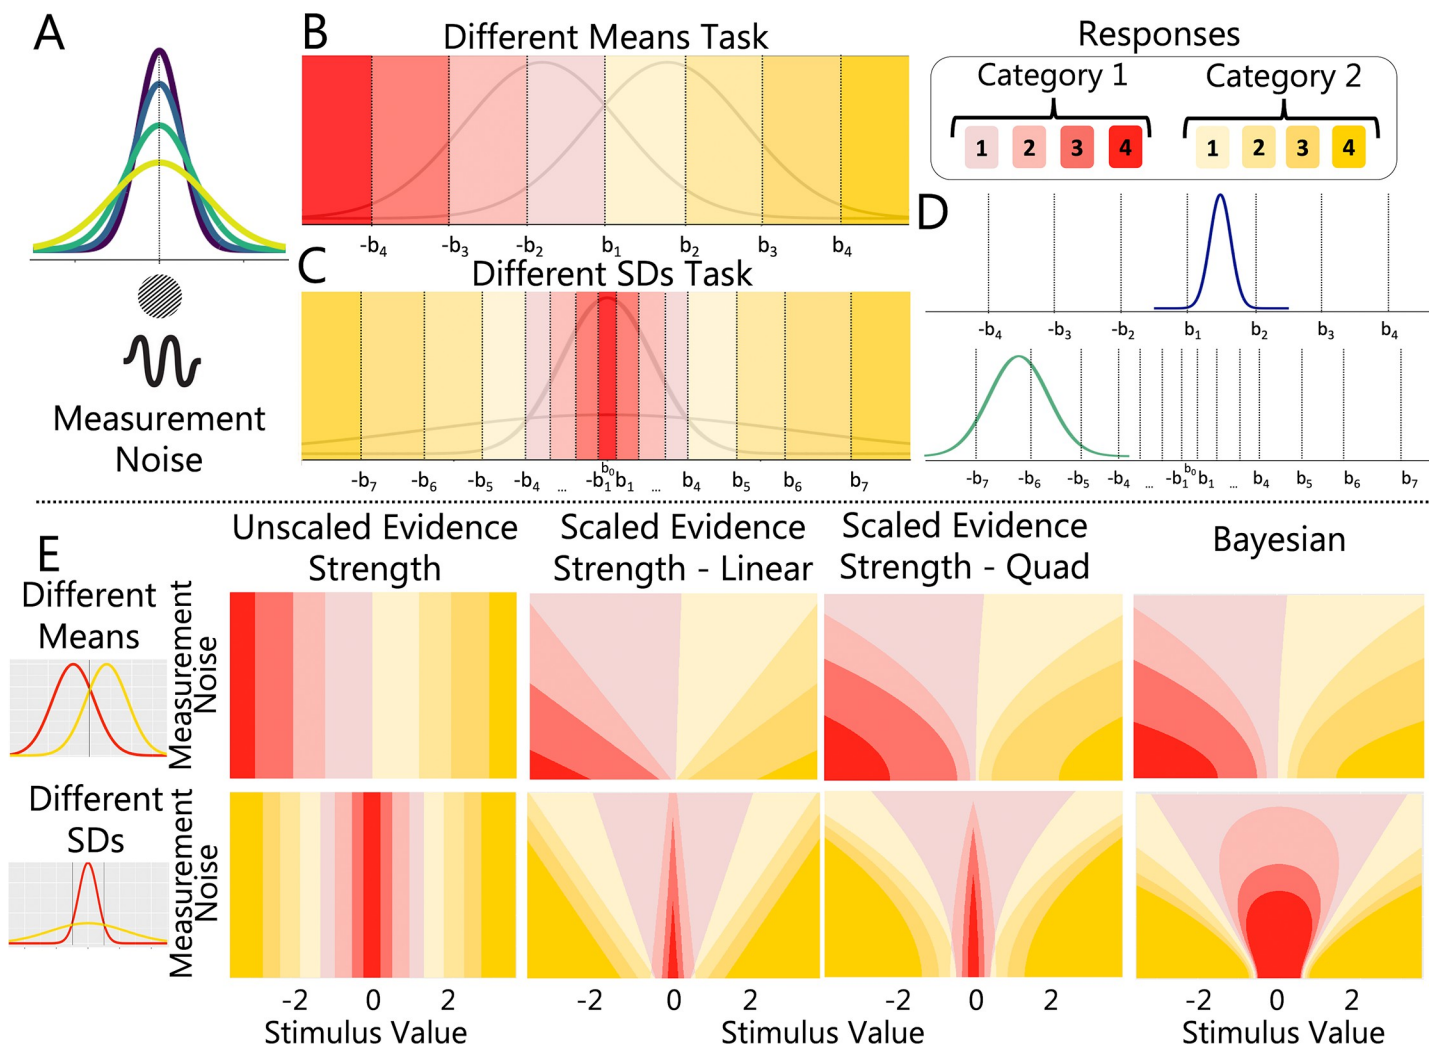 A
Measurement
Noise
B
Different Means Task
-b4 -b3 -b2 b1 b2 b3 b4
C
Different SDs Task
b0
-b7 -b6 -b5 -b4 ... -b1 b1 ... b4 b5 b6 b7
Responses
Category 1 Category 2
1 2 3 4 1 2 3 4
D
-b4 -b3 -b2 b1 b2 b3 b4
b0
-b7 -b6 -b5 -b4 ... -b1 b1 ... b4 b5 b6 b7
E
Unscaled Evidence
Strength
Scaled Evidence
Strength - Linear
Scaled Evidence
Strength - Quad
Bayesian
Different
Means
Measurement
Noise
Different
SDs
Measurement
Noise
-2 0 2 -2 0 2 -2 0 2 -2 0 2
Stimulus Value Stimulus Value Stimulus Value